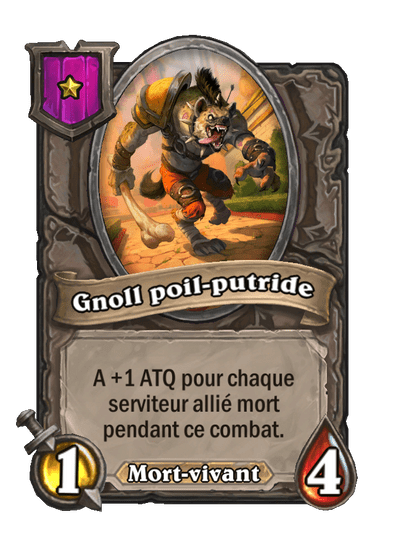 Gnoll poil-putride
A +1 ATQ pour chaque
serviteur allié mort
pendant ce combat.
1
Mort-vivant
4